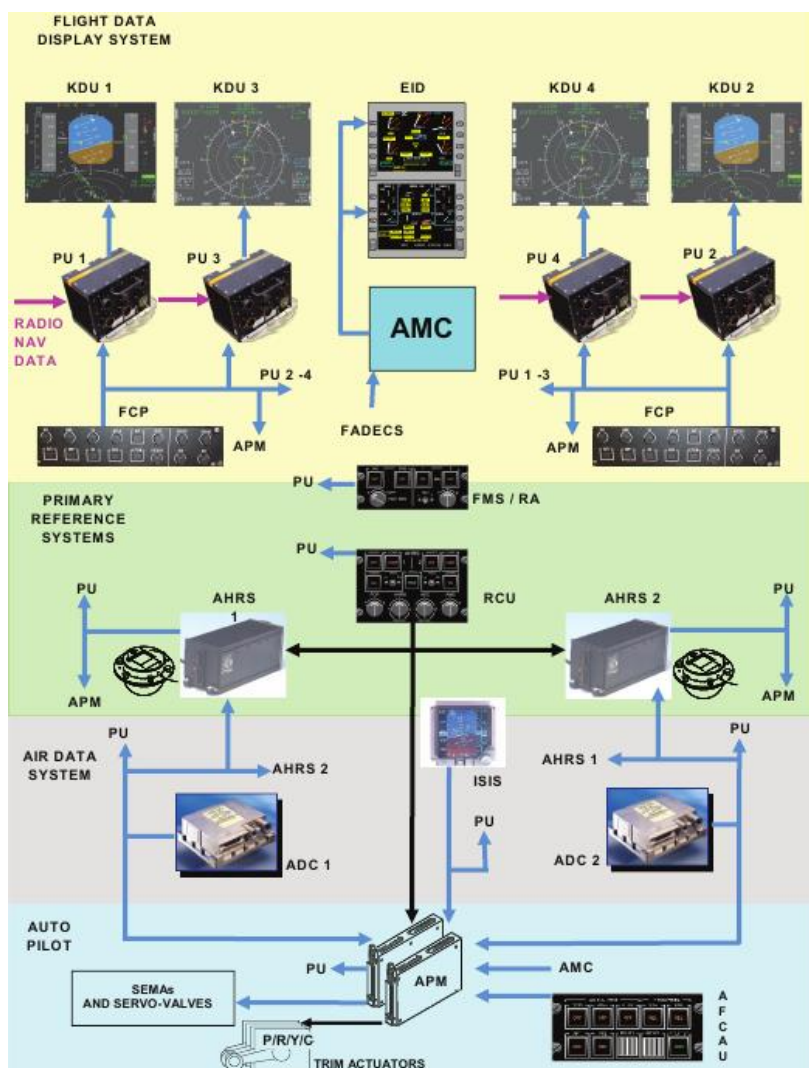 FLIGHT DATA
DISPLAY SYSTEM
KDU 1
KDU 3
EID
KDU 4
KDU 2
PU 1
PU 3
PU 4
PU 2
RADIO
NAV
DATA
AMC
PU 2 -4
PU 1 -3
FCP
APM
FADECS
APM
FCP
PRIMARY
REFERENCE
SYSTEMS
PU
FMS / RA
PU
RCU
PU
AHRS
1
AHRS 2
PU
APM
APM
PU
AIR DATA
SYSTEM
AHRS 2
ISIS
AHRS 1
PU
PU
ADC 1
ADC 2
AUTO
PILOT
PU
APM
AMC
SEMAs
AND SERVO-VALVES
P/R/Y/C
TRIM ACTUATORS
A
F
C
A
U